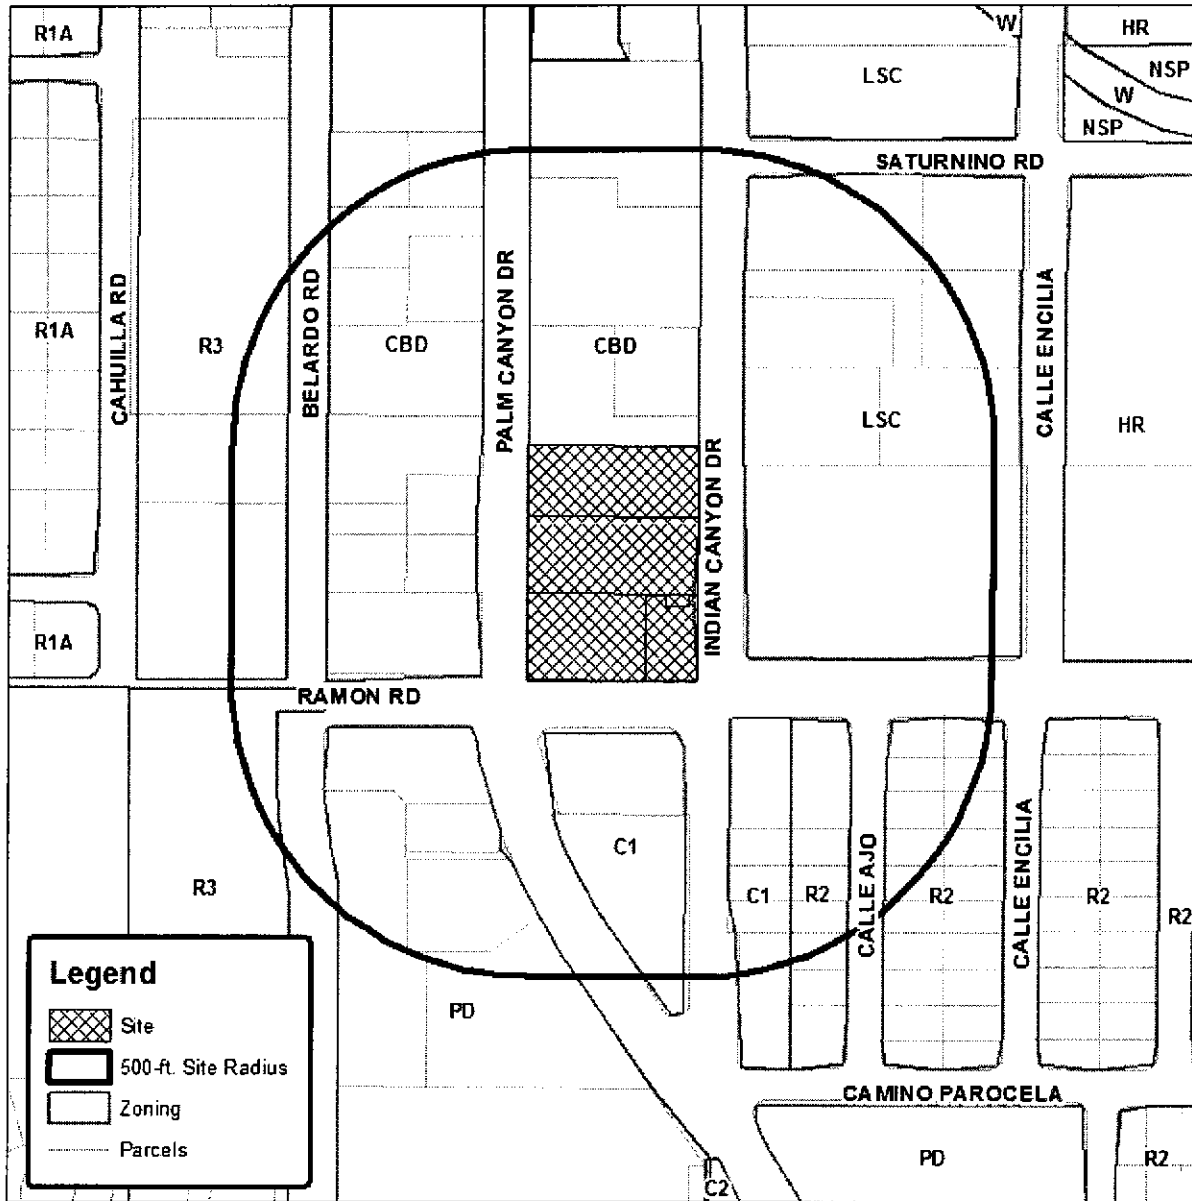 R1A
W
HR
LSC
NSP
W
NSP
SATURNINO RD
CAHUILLA RD
R1A
R3
BELARDO RD
CBD
PALM CANYON DR
CBD
INDIAN CANYON DR
LSC
CALLE ENCILIA
HR
R1A
RAMON RD
R3
C1
C1
R2
CALLE AJO
R2
CALLE ENCILIA
R2
R2
PD
CAMINO PAROCELA
PD
R2
C2
Legend
Site
500-ft. Site Radius
Zoning
Parcels